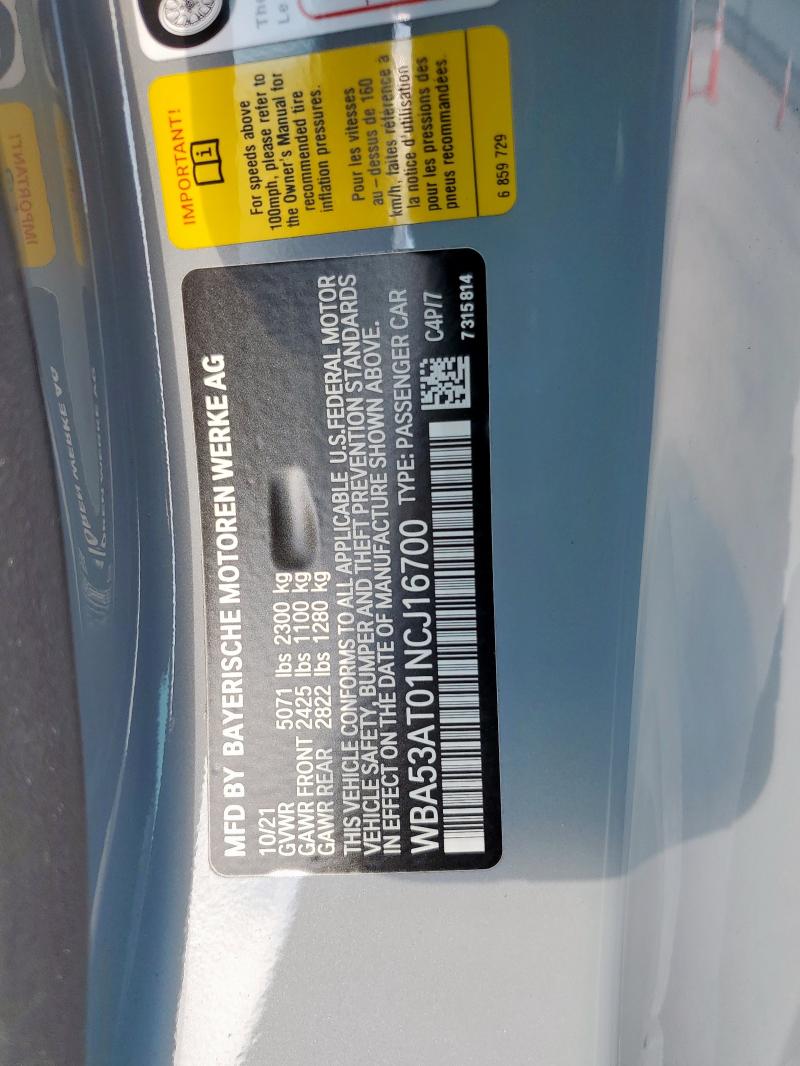 The
Le
IMPORTANT!
For speeds above
100mph, please refer to
the Owner's Manual for
recommended tire
inflation pressures.
Pour les vitesses
au-dessus de 160
km/h, faites référence à
la notice d'utilisation
pour les pressions des
pneus recommandées.
6 859 729
MFD BY BAYERISCHE MOTOREN WERKE AG
10/21
GVWR 5071 lbs 2300 kg
GAWR FRONT 2425 lbs 1100 kg
GAWR REAR 2822 lbs 1280 kg
THIS VEHICLE CONFORMS TO ALL APPLICABLE U.S.FEDERAL MOTOR
VEHICLE SAFETY, BUMPER AND THEFT PREVENTION STANDARDS
IN EFFECT ON THE DATE OF MANUFACTURE SHOWN ABOVE.
WBA53AT01NCJ16700 TYPE: PASSENGER CAR
C4P/7
7315814